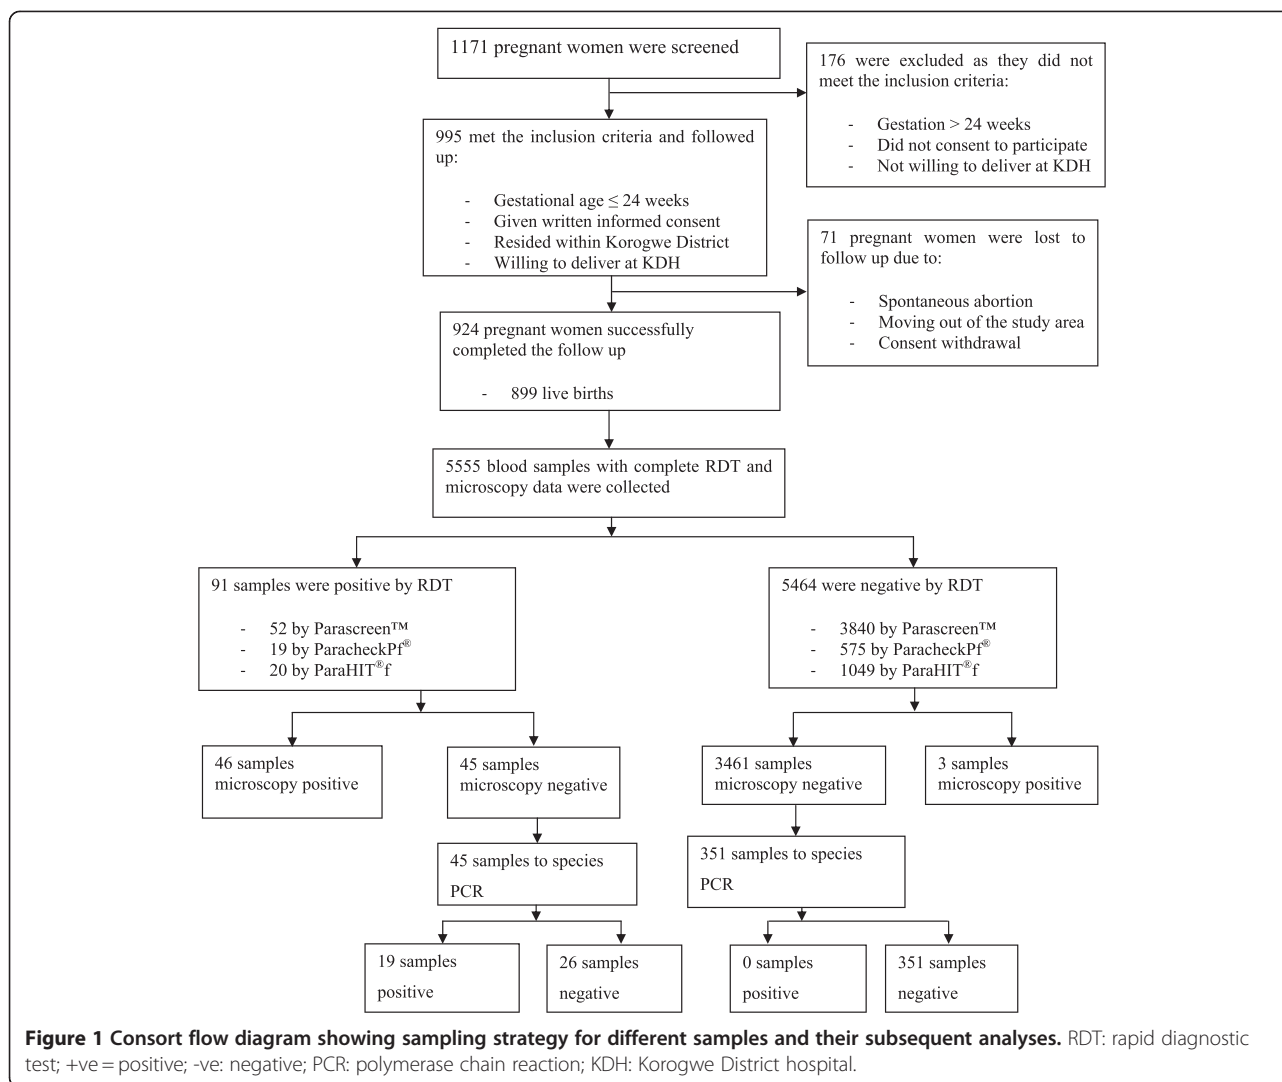 1171 pregnant women were screened
176 were excluded as they did not
meet the inclusion criteria:
- Gestation > 24 weeks
- Did not consent to participate
- Not willing to deliver at KDH
995 met the inclusion criteria and followed
up:
- Gestational age ≤ 24 weeks
- Given written informed consent
- Resided within Korogwe District
- Willing to deliver at KDH
71 pregnant women were lost to
follow up due to:
- Spontaneous abortion
- Moving out of the study area
- Consent withdrawal
924 pregnant women successfully
completed the follow up
- 899 live births
5555 blood samples with complete RDT and
microscopy data were collected
91 samples were positive by RDT
- 52 by Parascreen™
- 19 by ParacheckPf®
- 20 by ParaHIT®f
5464 were negative by RDT
- 3840 by Parascreen™
- 575 by ParacheckPf®
- 1049 by ParaHIT®f
46 samples
microscopy positive
45 samples
microscopy negative
3461 samples
microscopy negative
3 samples
microscopy positive
45 samples to species
PCR
351 samples to species
PCR
19 samples
positive
26 samples
negative
0 samples
positive
351 samples
negative
Figure 1 Consort flow diagram showing sampling strategy for different samples and their subsequent analyses. RDT: rapid diagnostic
test; +ve = positive; -ve: negative; PCR: polymerase chain reaction; KDH: Korogwe District hospital.